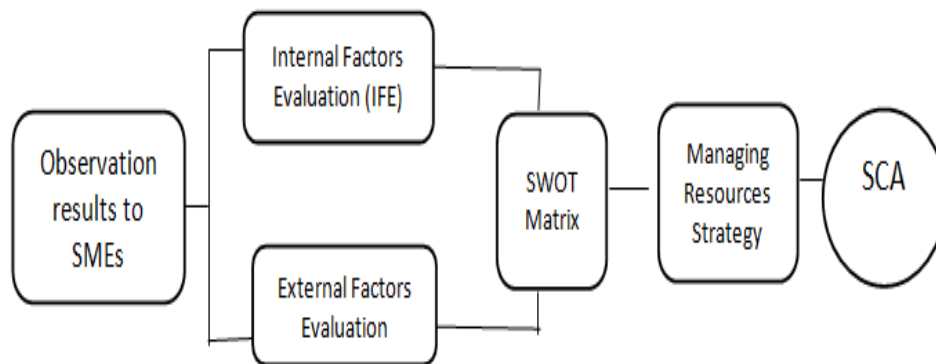 Observation
results to
SMEs
Internal Factors
Evaluation (IFE)
External Factors
Evaluation
SWOT
Matrix
Managing
Resources
Strategy
SCA